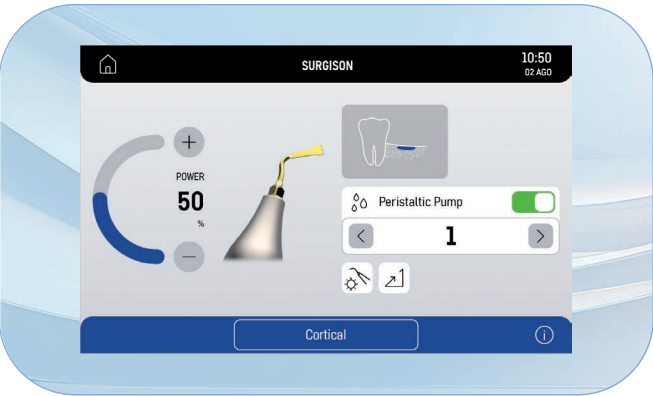 SURGISON
10:50
02 AGO
POWER
50
%
Peristaltic Pump
1
Cortical